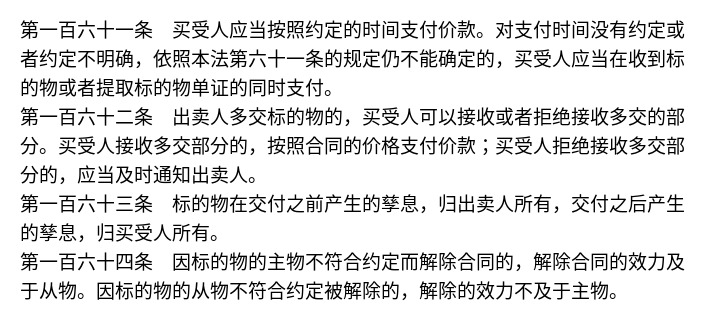 第一百六十一条　买受人应当按照约定的时间支付价款。对支付时间没有约定或
者约定不明确，依照本法第六十一条的规定仍不能确定的，买受人应当在收到标
的物或者提取标的物单证的同时支付。
第一百六十二条　出卖人多交标的物的，买受人可以接收或者拒绝接收多交的部
分。买受人接收多交部分的，按照合同的价格支付价款；买受人拒绝接收多交部
分的，应当及时通知出卖人。
第一百六十三条　标的物在交付之前产生的孳息，归出卖人所有，交付之后产生
的孳息，归买受人所有。
第一百六十四条　因标的物的主物不符合约定而解除合同的，解除合同的效力及
于从物。因标的物的从物不符合约定被解除的，解除的效力不及于主物。